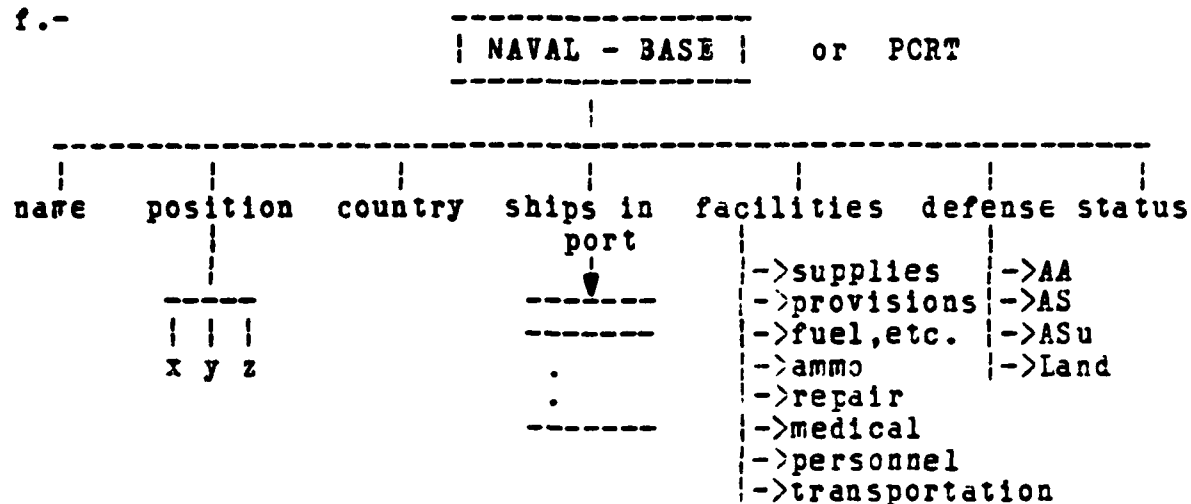 f.-
NAVAL - BASE or PCRT
name position country ships in facilities defense status
port
->supplies ->AA
->provisions ->AS
->fuel,etc. ->ASu
x y z ->ammo ->Land
->repair
->medical
->personnel
->transportation